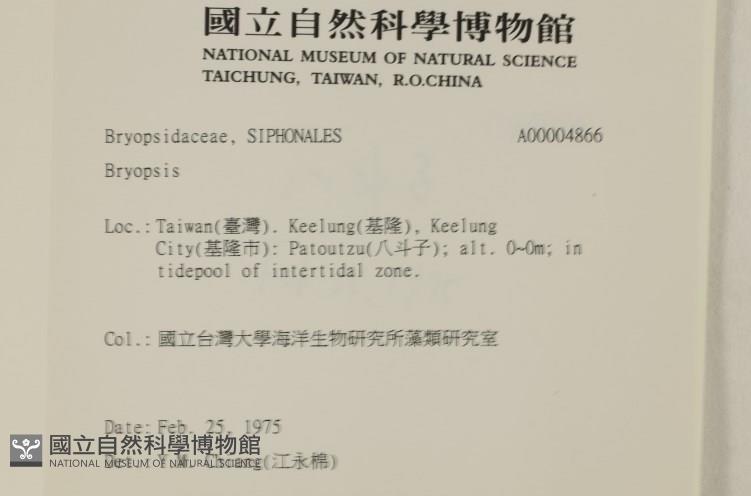 國立自然科學博物館
NATIONAL MUSEUM OF NATURAL SCIENCE
TAICHUNG, TAIWAN, R.O.CHINA
Bryopsidaceae, SIPHONALES A00004866
Bryopsis
Loc.: Taiwan(臺灣). Keelung(基隆), Keelung
City(基隆市): Patoutzu(八斗子); alt. 0~0m; in
tidepool of intertidal zone.
Col.: 國立台灣大學海洋生物研究所藻類研究室
Date: Feb. 25, 1975
國立自然科學博物館
NATIONAL MUSEUM OF NATURAL SCIENCE
(江永棉)